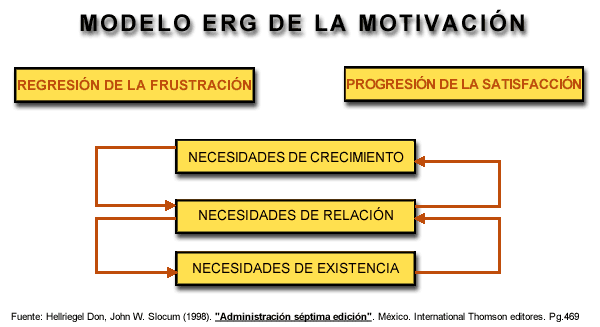 MODELO ERG DE LA MOTIVACIÓN
REGRESIÓN DE LA FRUSTRACIÓN
PROGRESIÓN DE LA SATISFACCIÓN
NECESIDADES DE CRECIMIENTO
NECESIDADES DE RELACIÓN
NECESIDADES DE EXISTENCIA
Fuente: Hellriegel Don, John W. Slocum (1998). "Administración séptima edición". México. International Thomson editores. Pg.469